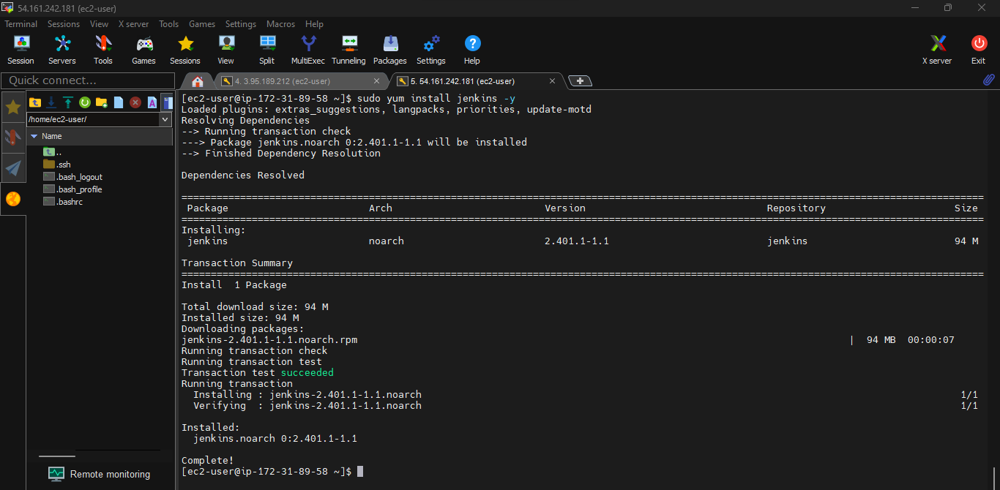 54.161.242.181 (ec2-user)
Terminal Sessions View X server Tools Games Settings Macros Help
Session Servers Tools Games Sessions View Split MultiExec Tunneling Packages Settings Help X server Exit
Quick connect...
4. 3.95.189.212 (ec2-user)
5. 54.161.242.181 (ec2-user)
/home/ec2-user/
Name
..
.ssh
.bash_logout
.bash_profile
.bashrc
Remote monitoring
[ec2-user@ip-172-31-89-58 ~]$ sudo yum install jenkins -y
Loaded plugins: extras_suggestions, langpacks, priorities, update-motd
Resolving Dependencies
--> Running transaction check
---> Package jenkins.noarch 0:2.401.1-1.1 will be installed
--> Finished Dependency Resolution
Dependencies Resolved
Package Arch Version Repository Size
Installing:
jenkins noarch 2.401.1-1.1 jenkins 94 M
Transaction Summary
Install 1 Package
Total download size: 94 M
Installed size: 94 M
Downloading packages:
jenkins-2.401.1-1.1.noarch.rpm | 94 MB 00:00:07
Running transaction check
Running transaction test
Transaction test succeeded
Running transaction
Installing : jenkins-2.401.1-1.1.noarch 1/1
Verifying : jenkins-2.401.1-1.1.noarch 1/1
Installed:
jenkins.noarch 0:2.401.1-1.1
Complete!
[ec2-user@ip-172-31-89-58 ~]$